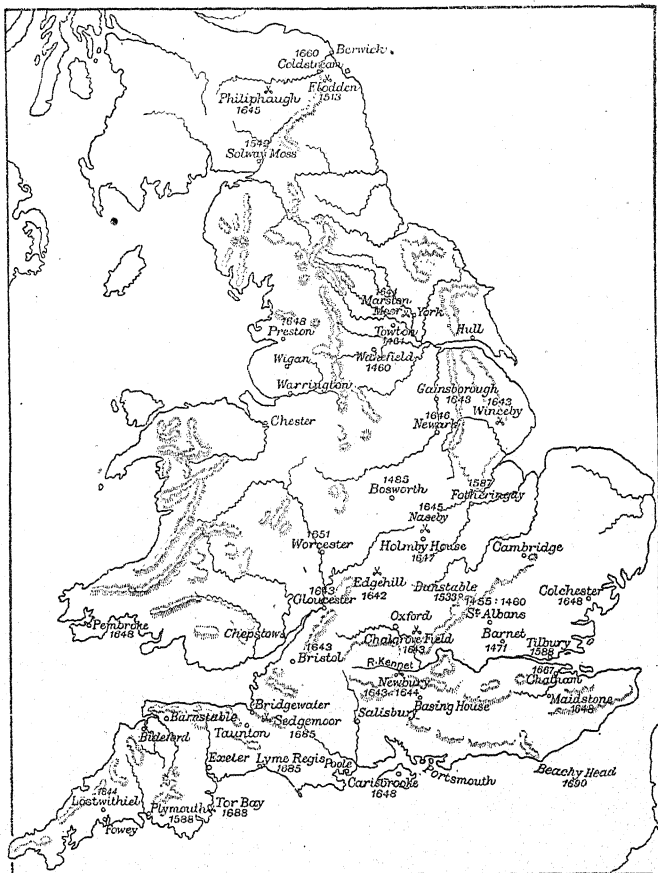 Berwick
1660
Coldstream
Flodden
1513
Philiphaugh
1645
1542
Solway Moss
1644
Marston
Moor
York
Towton
1461
Hull
1648
Preston
Wakefield
1460
Wigan
Warrington
Gainsborough
1643
1643
Winceby
Chester
1646
Newark
1485
Bosworth
1587
Fotheringay
1645
Naseby
1651
Worcester
Holmby House
1647
Cambridge
Edgehill
1642
Dunstable
1533
Colchester
1648
1643
Gloucester
1455: 1460
St Albans
Oxford
Pembroke
1648
Chepstow
Chalgrove Field
1643
Barnet
1471
Tilbury
1588
1643
Bristol
R. Kennet
1667
Chatham
Newbury
1643 1644
Basing House
Maidstone
1648
Bridgewater
Salisbury
Barnstable
Sedgemoor
1685
Taunton
Bideford
Exeter
Lyme Regis
1685
Poole
Portsmouth
Beachy Head
1690
Carisbrooke
1648
1644
Lostwithiel
Plymouth
1588
Tor Bay
1688
Fowey